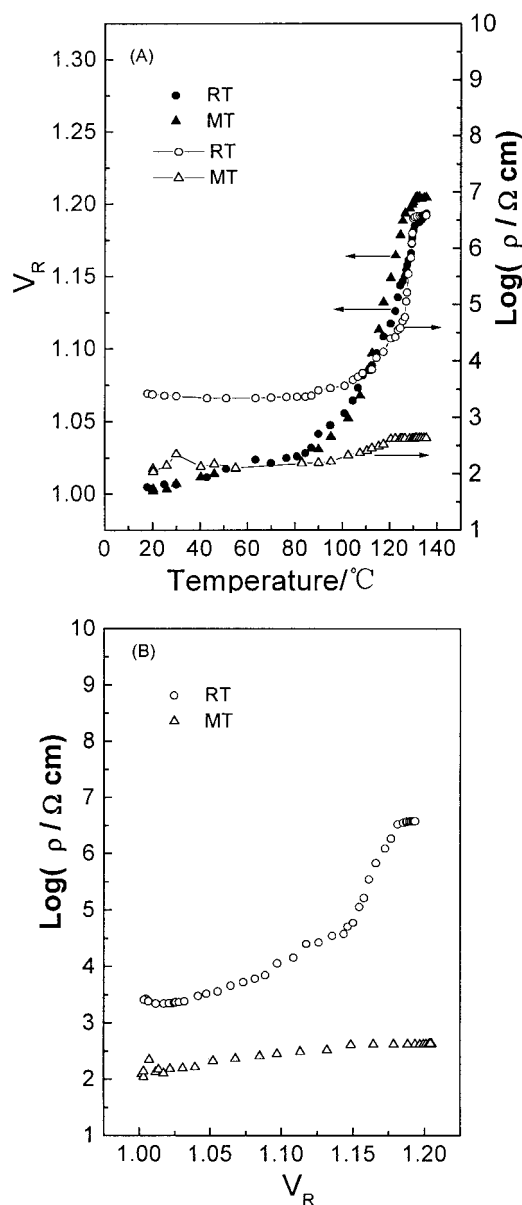 (A)
RT
MT
RT
MT
1.30
1.25
1.20
1.15
1.10
1.05
1.00
V_R
10
9
8
7
6
5
4
3
2
1
Log( ρ / Ω cm)
0 20 40 60 80 100 120 140 160
Temperature/℃
(B)
RT
MT
10
9
8
7
6
5
4
3
2
1
Log( ρ / Ω cm)
1.00 1.05 1.10 1.15 1.20
V_R